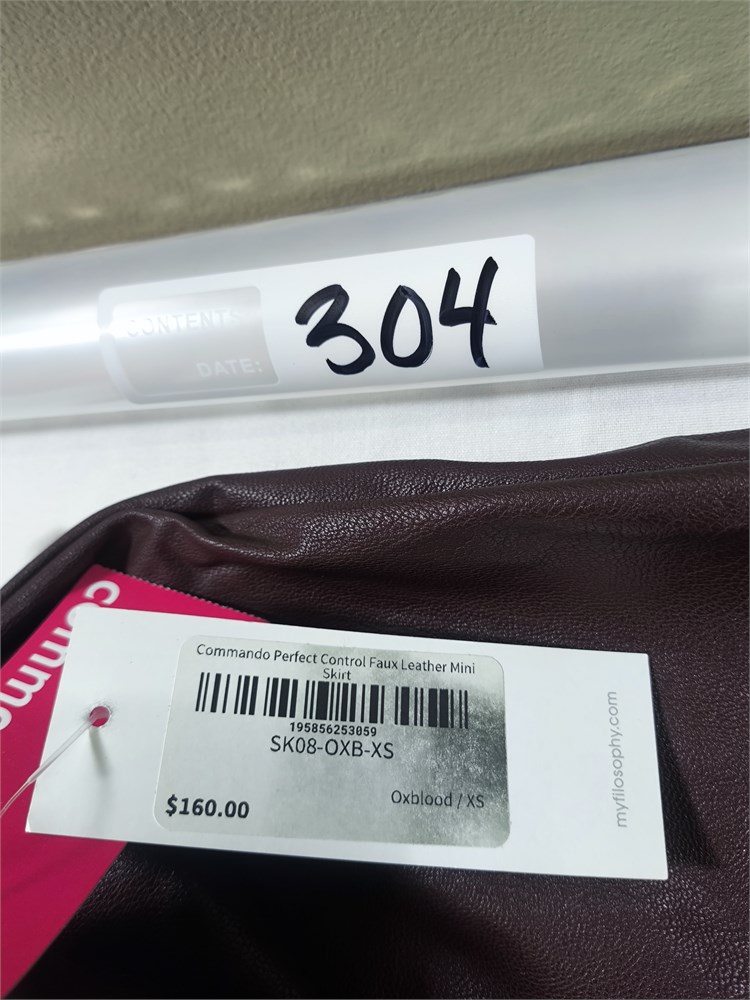 CONTENTS
DATE:
304
comm
Commando Perfect Control Faux Leather Mini
Skirt
195856253059
SK08-OXB-XS
$160.00
Oxblood / XS
myfilosophy.com